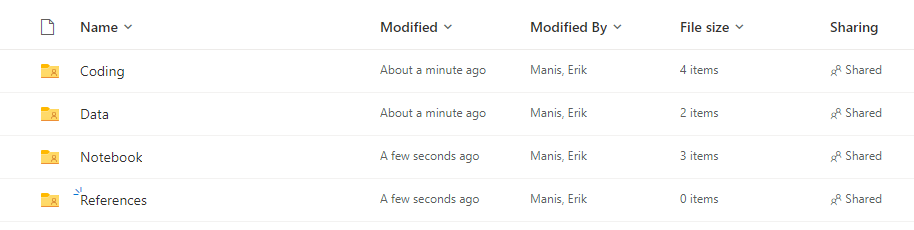 Name Modified Modified By File size Sharing
Coding About a minute ago Manis, Erik 4 items Shared
Data About a minute ago Manis, Erik 2 items Shared
Notebook A few seconds ago Manis, Erik 3 items Shared
References A few seconds ago Manis, Erik 0 items Shared